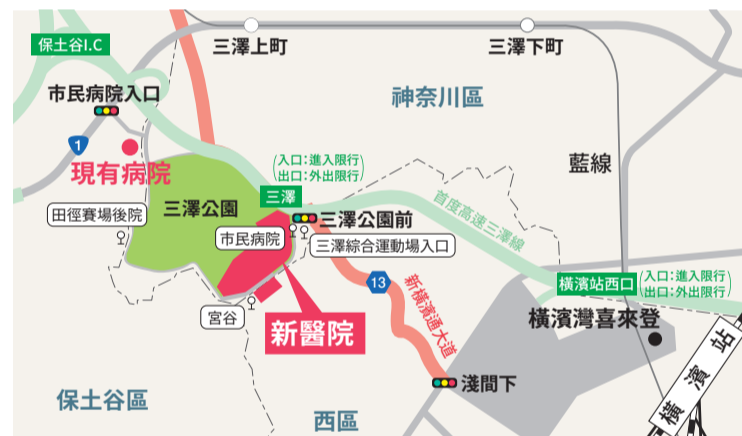 保土谷I.C
三澤上町
三澤下町
市民病院入口
神奈川區
1
現有病院
(入口:進入限行)
(出口:外出限行)
藍線
三澤
三澤公園
田徑賽場後院
三澤公園前
首度高速三澤線
市民病院
三澤綜合運動場入口
13
橫濱站西口
(入口:進入限行)
(出口:外出限行)
宮谷
新醫院
新橫濱通大道
橫濱灣喜來登
橫濱站
淺間下
保土谷區
西區